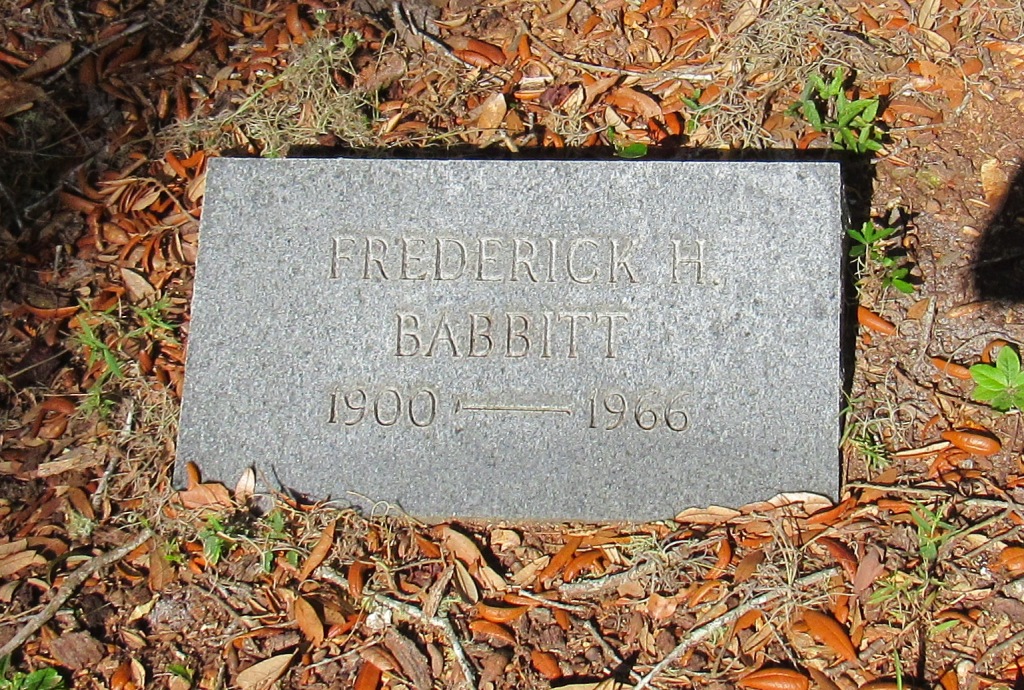 FREDERICK H.
BABBITT
1900 — 1966